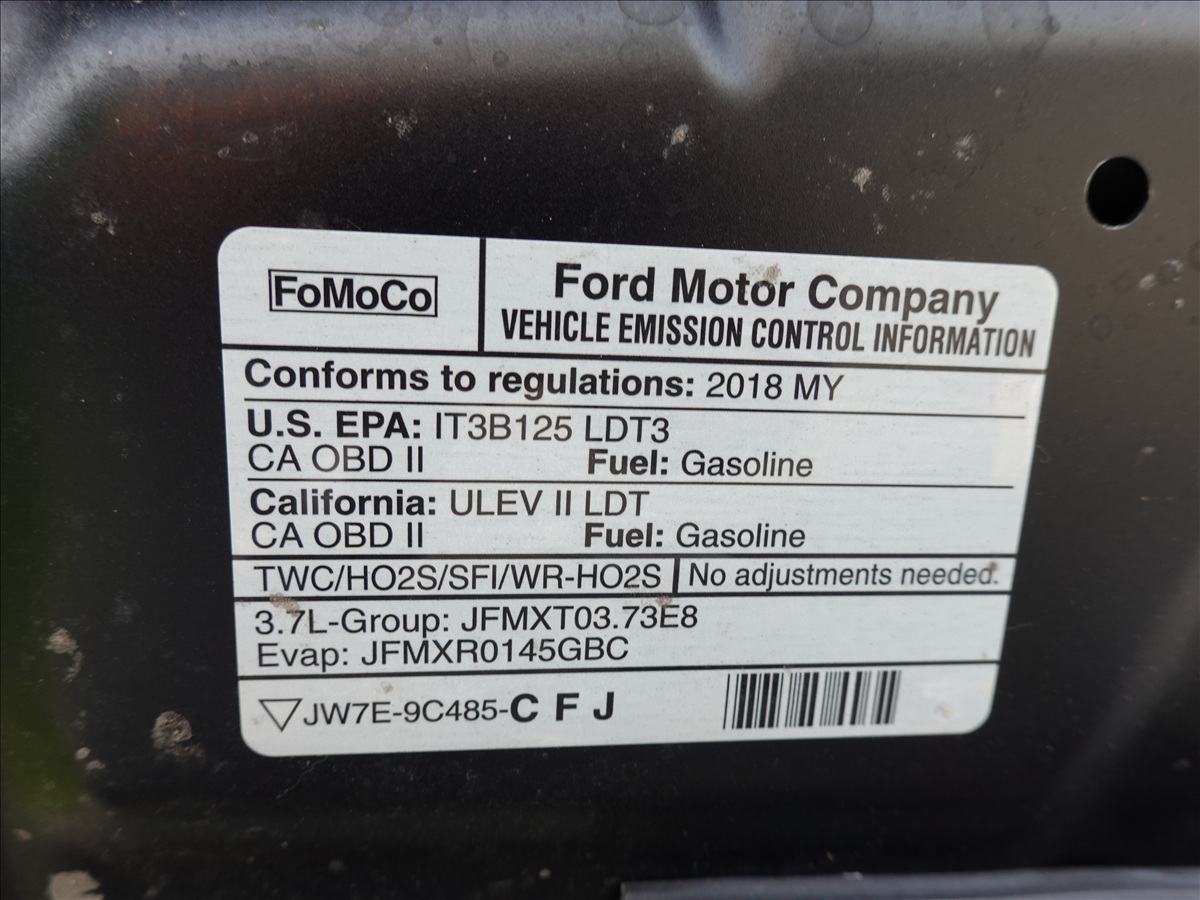 FoMoCo
Ford Motor Company
VEHICLE EMISSION CONTROL INFORMATION
Conforms to regulations: 2018 MY
U.S. EPA: IT3B125 LDT3
CA OBD II Fuel: Gasoline
California: ULEV II LDT
CA OBD II Fuel: Gasoline
TWC/HO2S/SFI/WR-HO2S No adjustments needed.
3.7L-Group: JFMXT03.73E8
Evap: JFMXR0145GBC
JW7E-9C485-C F J